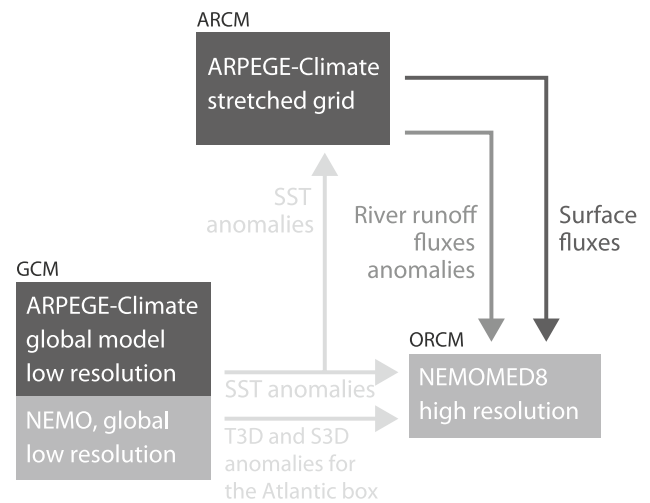 ARCM
ARPEGE-Climate
stretched grid
SST
anomalies
River runoff
fluxes
anomalies
Surface
fluxes
GCM
ARPEGE-Climate
global model
low resolution
NEMO, global
low resolution
SST anomalies
T3D and S3D
anomalies for
the Atlantic box
ORCM
NEMOMED8
high resolution